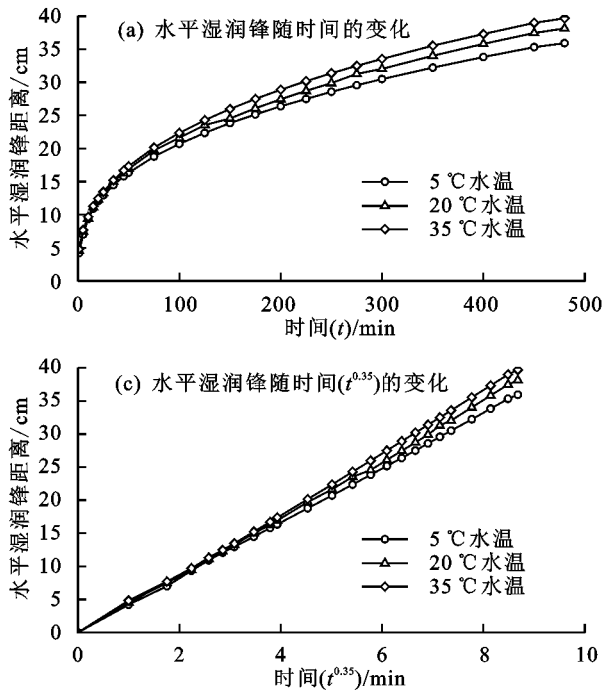 (a) 水平湿润锋随时间的变化
40
35
30
25
20
15
10
5
0
水平湿润锋距离/cm
5 ℃水温
20 ℃水温
35 ℃水温
0 100 200 300 400 500
时间(t)/min
(c) 水平湿润锋随时间(t^0.35)的变化
40
35
30
25
20
15
10
5
0
水平湿润锋距离/cm
5 ℃水温
20 ℃水温
35 ℃水温
0 2 4 6 8 10
时间(t^0.35)/min